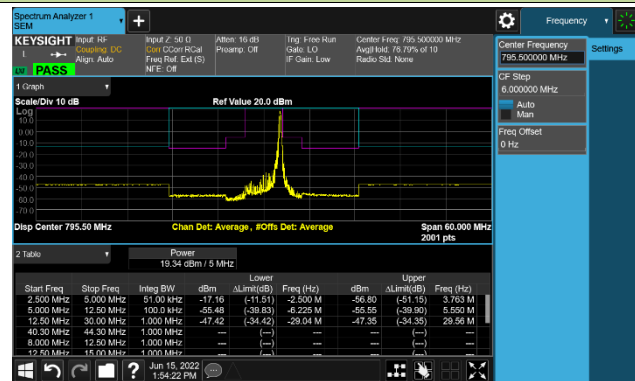 Spectrum Analyzer 1
SEM
+
Frequency
KEYSIGHT Input: RF Input Z: 50 Ω Atten: 16 dB Trig: Free Run Center Freq: 795.500000 MHz
L Coupling: DC Corr CCorr RCal Preamp: Off Gate: LO Avg|Hold: 76.79% of 10
Align: Auto Freq Ref: Ext (S) IF Gain: Low Radio Std: None
NFE: Off
LM PASS
Center Frequency
795.500000 MHz
Settings
CF Step
6.000000 MHz
Auto
Man
Freq Offset
0 Hz
1 Graph
Scale/Div 10 dB Ref Value 20.0 dBm
Log
10.0
0.00
-10.0
-20.0
-30.0
-40.0
-50.0
-60.0
-70.0
Disp Center 795.50 MHz Chan Det: Average, #Offs Det: Average Span 60.000 MHz
2001 pts
2 Table
Power
19.34 dBm / 5 MHz
Lower Upper
Start Freq Stop Freq Integ BW dBm ΔLimit(dB) Freq (Hz) dBm ΔLimit(dB) Freq (Hz)
2.500 MHz 5.000 MHz 51.00 kHz -17.16 (-11.51) -2.500 M -56.80 (-51.15) 3.763 M
5.000 MHz 12.50 MHz 100.0 kHz -55.48 (-39.83) -6.225 M -55.55 (-39.90) 5.550 M
12.50 MHz 30.00 MHz 1.000 MHz -47.42 (-34.42) -29.04 M -47.35 (-34.35) 29.56 M
40.30 MHz 44.30 MHz 1.000 MHz --- (---) --- (---) ---
8.000 MHz 12.50 MHz 1.000 MHz --- (---) --- (---) ---
12.50 MHz 15.00 MHz 1.000 MHz --- (---) --- (---) ---
? Jun 15, 2022
1:54:22 PM